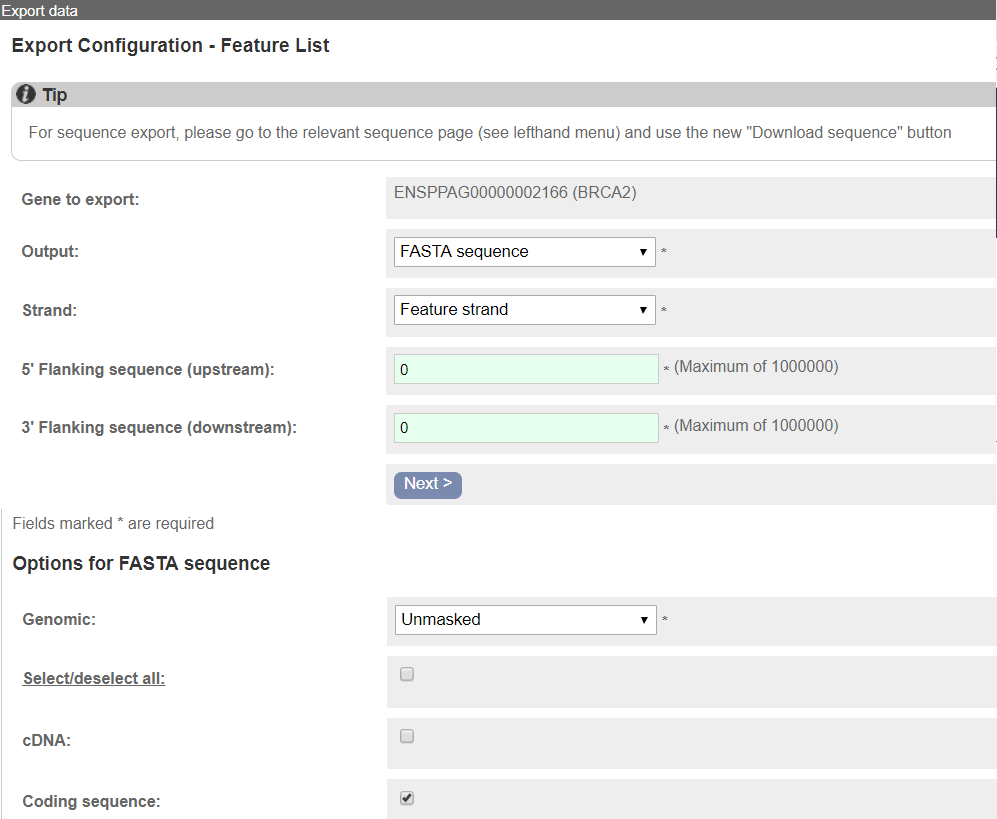 Export data
Export Configuration - Feature List
Tip
For sequence export, please go to the relevant sequence page (see lefthand menu) and use the new "Download sequence" button
Gene to export: ENSPPAG00000002166 (BRCA2)
Output: FASTA sequence *
Strand: Feature strand *
5' Flanking sequence (upstream): 0 * (Maximum of 1000000)
3' Flanking sequence (downstream): 0 * (Maximum of 1000000)
Next >
Fields marked * are required
Options for FASTA sequence
Genomic: Unmasked *
Select/deselect all:
cDNA:
Coding sequence: